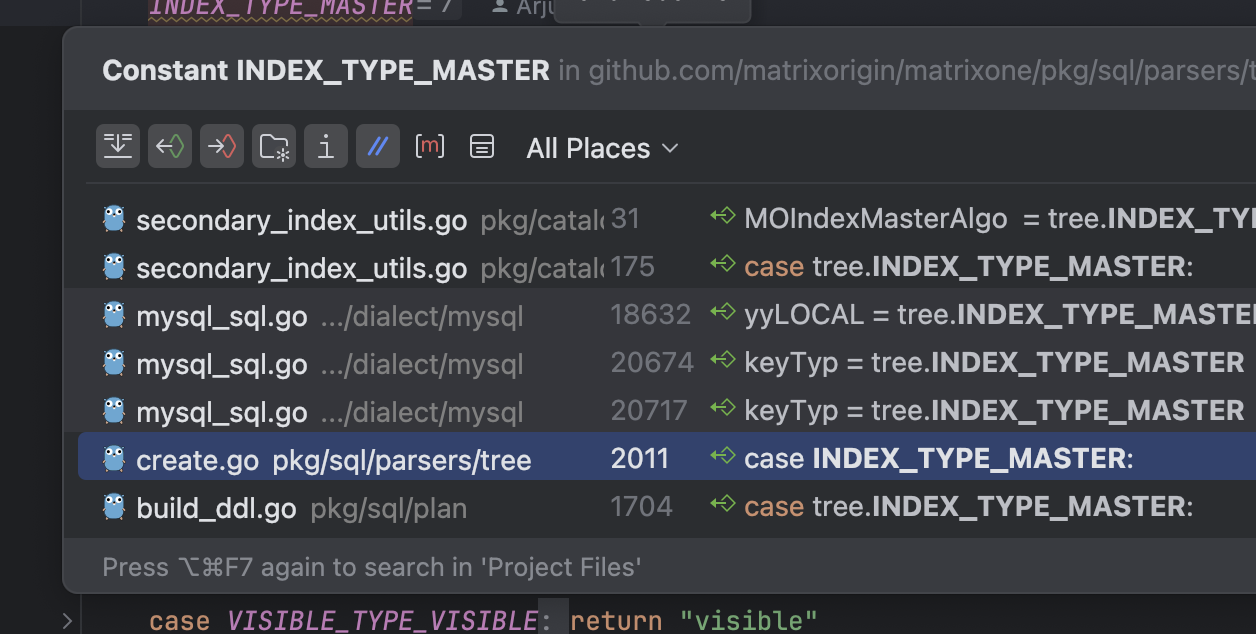 INDEX_TYPE_MASTER = 7
Constant INDEX_TYPE_MASTER in github.com/matrixorigin/matrixone/pkg/sql/parsers/t
All Places
secondary_index_utils.go pkg/catal 31 MOIndexMasterAlgo = tree.INDEX_TYP
secondary_index_utils.go pkg/catal 175 case tree.INDEX_TYPE_MASTER:
mysql_sql.go .../dialect/mysql 18632 yyLOCAL = tree.INDEX_TYPE_MASTE
mysql_sql.go .../dialect/mysql 20674 keyTyp = tree.INDEX_TYPE_MASTER
mysql_sql.go .../dialect/mysql 20717 keyTyp = tree.INDEX_TYPE_MASTER
create.go pkg/sql/parsers/tree 2011 case INDEX_TYPE_MASTER:
build_ddl.go pkg/sql/plan 1704 case tree.INDEX_TYPE_MASTER:
Press ⌥⌘F7 again to search in 'Project Files'
case VISIBLE_TYPE_VISIBLE: return "visible"